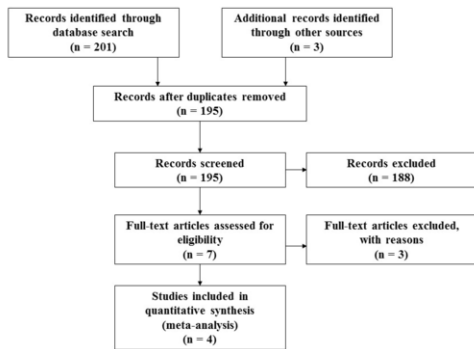 Records identified through
database search
(n = 201)
Additional records identified
through other sources
(n = 3)
Records after duplicates removed
(n = 195)
Records screened
(n = 195)
Records excluded
(n = 188)
Full-text articles assessed for
eligibility
(n = 7)
Full-text articles excluded,
with reasons
(n = 3)
Studies included in
quantitative synthesis
(meta-analysis)
(n = 4)